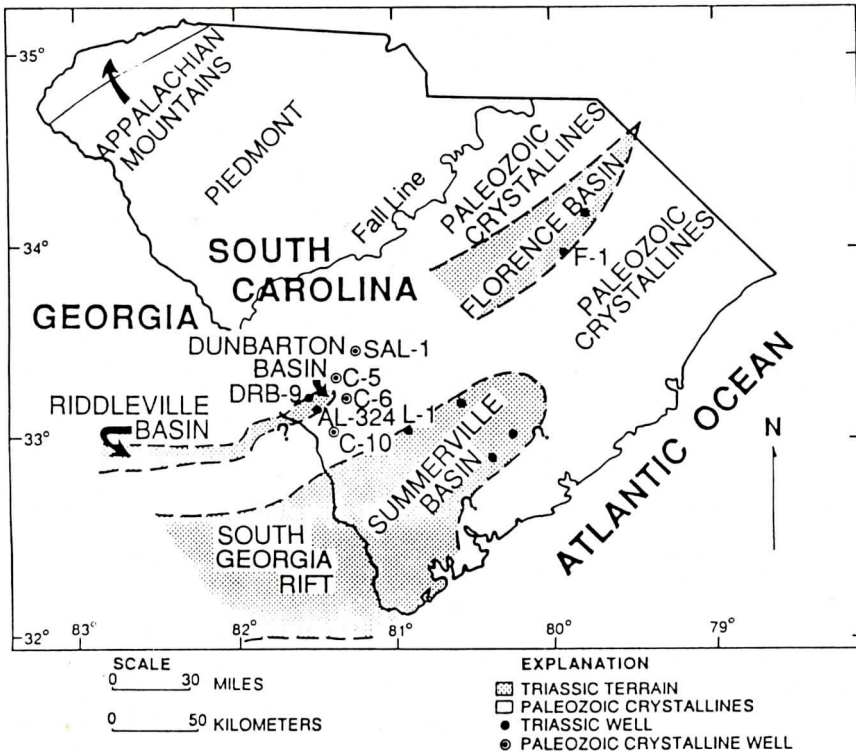 35°
34°
33°
32°
83°
82°
81°
80°
79°
APPALACHIAN
MOUNTAINS
PIEDMONT
Fall Line
PALEOZOIC
CRYSTALLINES
FLORENCE BASIN
F-1
PALEOZOIC
CRYSTALLINES
SOUTH
CAROLINA
GEORGIA
DUNBARTON
BASIN
SAL-1
C-5
DRB-9
C-6
RIDDLEVILLE
BASIN
AL-324
L-1
C-10
SUMMERVILLE
BASIN
SOUTH
GEORGIA
RIFT
ATLANTIC OCEAN
N
SCALE
0 30 MILES
0 50 KILOMETERS
EXPLANATION
TRIASSIC TERRAIN
PALEOZOIC CRYSTALLINES
TRIASSIC WELL
PALEOZOIC CRYSTALLINE WELL